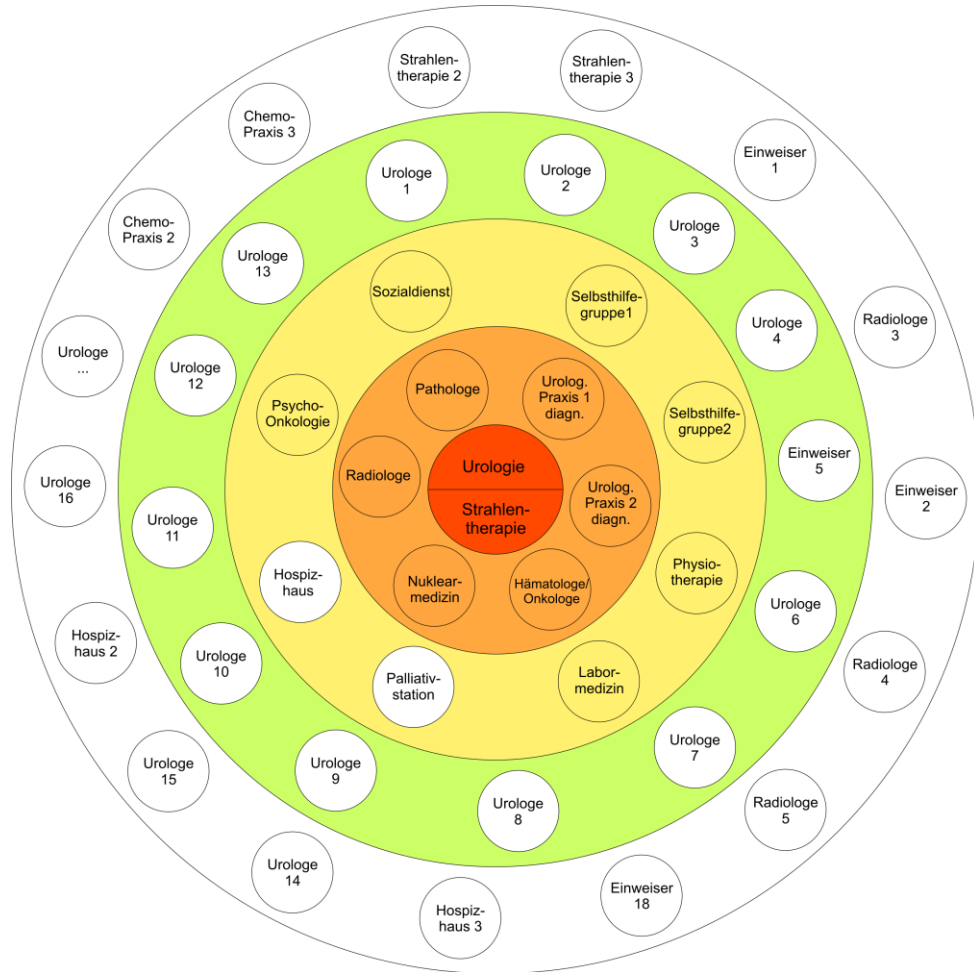 Strahlen-
therapie 2
Strahlen-
therapie 3
Chemo-
Praxis 3
Einweiser
1
Chemo-
Praxis 2
Radiologe
3
Urologe
...
Einweiser
2
Urologe
16
Radiologe
4
Hospiz-
haus 2
Radiologe
5
Urologe
15
Einweiser
18
Urologe
14
Hospiz-
haus 3
Urologe
1
Urologe
2
Urologe
3
Urologe
4
Einweiser
5
Urologe
6
Urologe
7
Urologe
8
Urologe
9
Urologe
10
Urologe
11
Urologe
12
Urologe
13
Sozialdienst
Selbsthilfe-
gruppe1
Selbsthilfe-
gruppe2
Physio-
therapie
Labor-
medizin
Palliativ-
station
Hospiz-
haus
Psycho-
Onkologie
Pathologe
Urolog.
Praxis 1
diagn.
Urolog.
Praxis 2
diagn.
Hämatologe/
Onkologe
Nuklear-
medizin
Radiologe
Urologie
Strahlen-
therapie